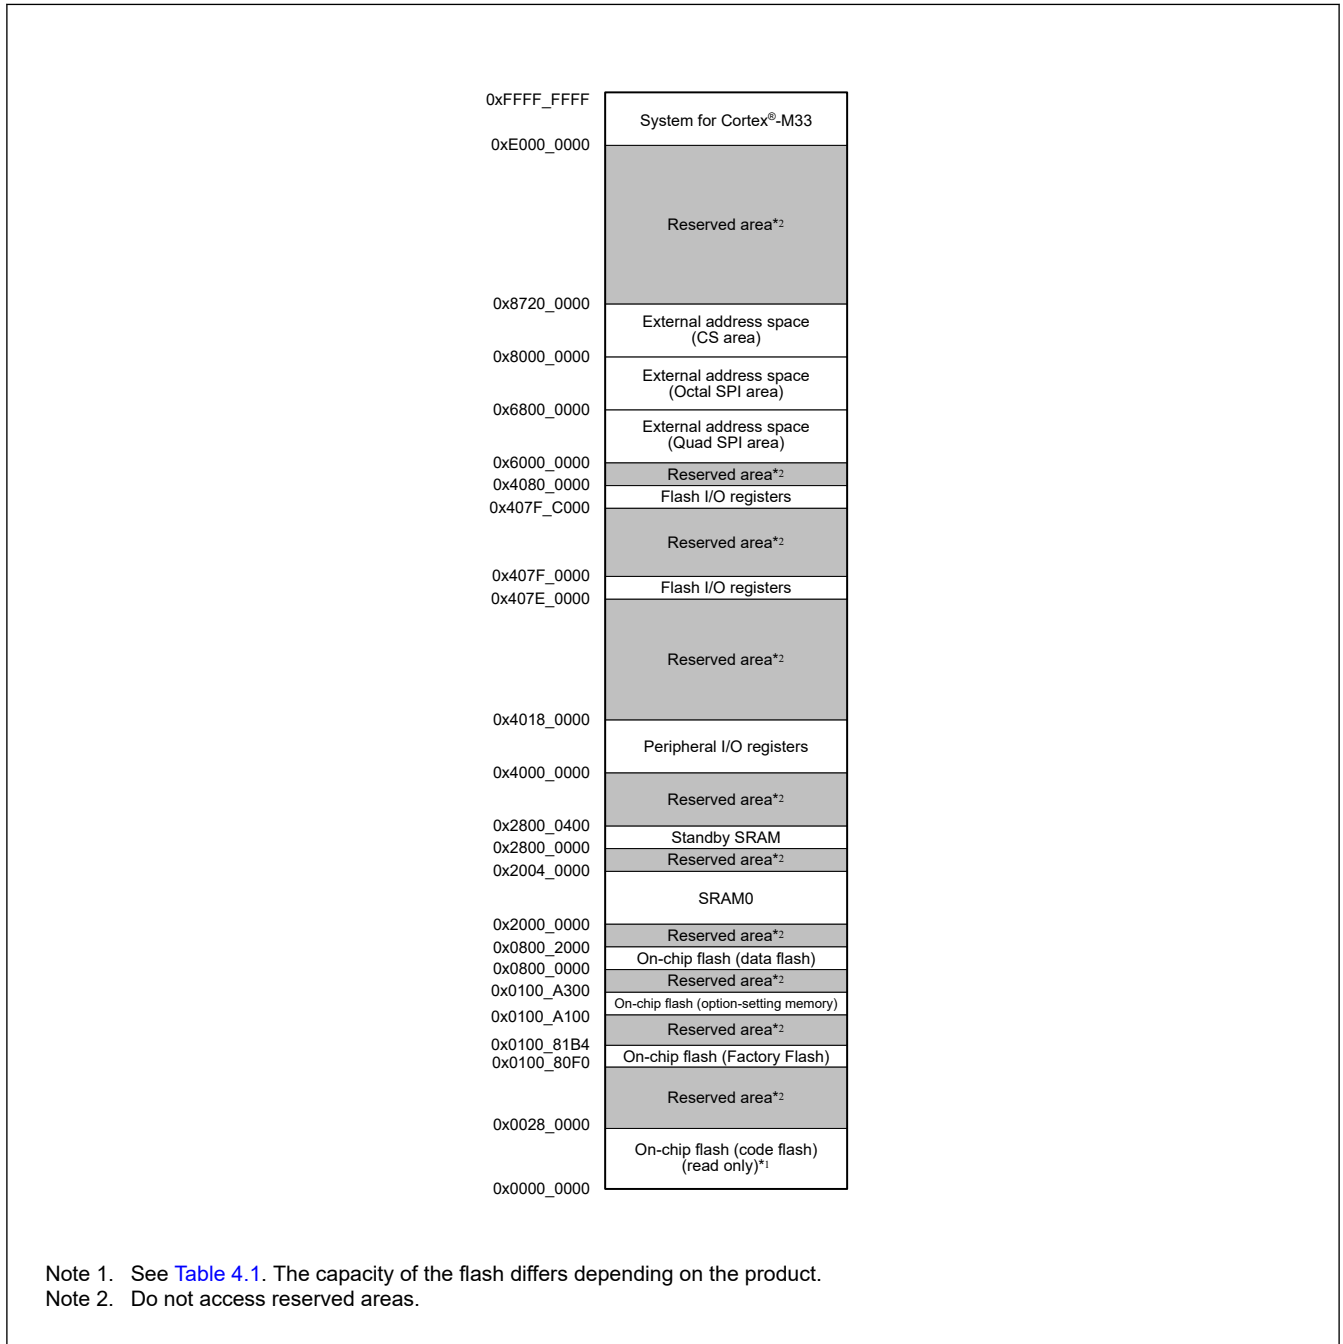 0xFFFF_FFFF
System for Cortex®-M33
0xE000_0000
Reserved area*2
0x8720_0000
External address space
(CS area)
0x8000_0000
External address space
(Octal SPI area)
0x6800_0000
External address space
(Quad SPI area)
0x6000_0000
Reserved area*2
0x4080_0000
Flash I/O registers
0x407F_C000
Reserved area*2
0x407F_0000
Flash I/O registers
0x407E_0000
Reserved area*2
0x4018_0000
Peripheral I/O registers
0x4000_0000
Reserved area*2
0x2800_0400
Standby SRAM
0x2800_0000
Reserved area*2
0x2004_0000
SRAM0
0x2000_0000
Reserved area*2
0x0800_2000
On-chip flash (data flash)
0x0800_0000
Reserved area*2
0x0100_A300
On-chip flash (option-setting memory)
0x0100_A100
Reserved area*2
0x0100_81B4
On-chip flash (Factory Flash)
0x0100_80F0
Reserved area*2
0x0028_0000
On-chip flash (code flash)
(read only)*1
0x0000_0000
Note 1. See Table 4.1. The capacity of the flash differs depending on the product.
Note 2. Do not access reserved areas.